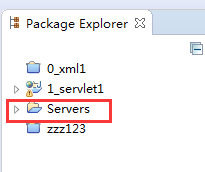 Package Explorer
0_xml1
1_servlet1
Servers
zzz123